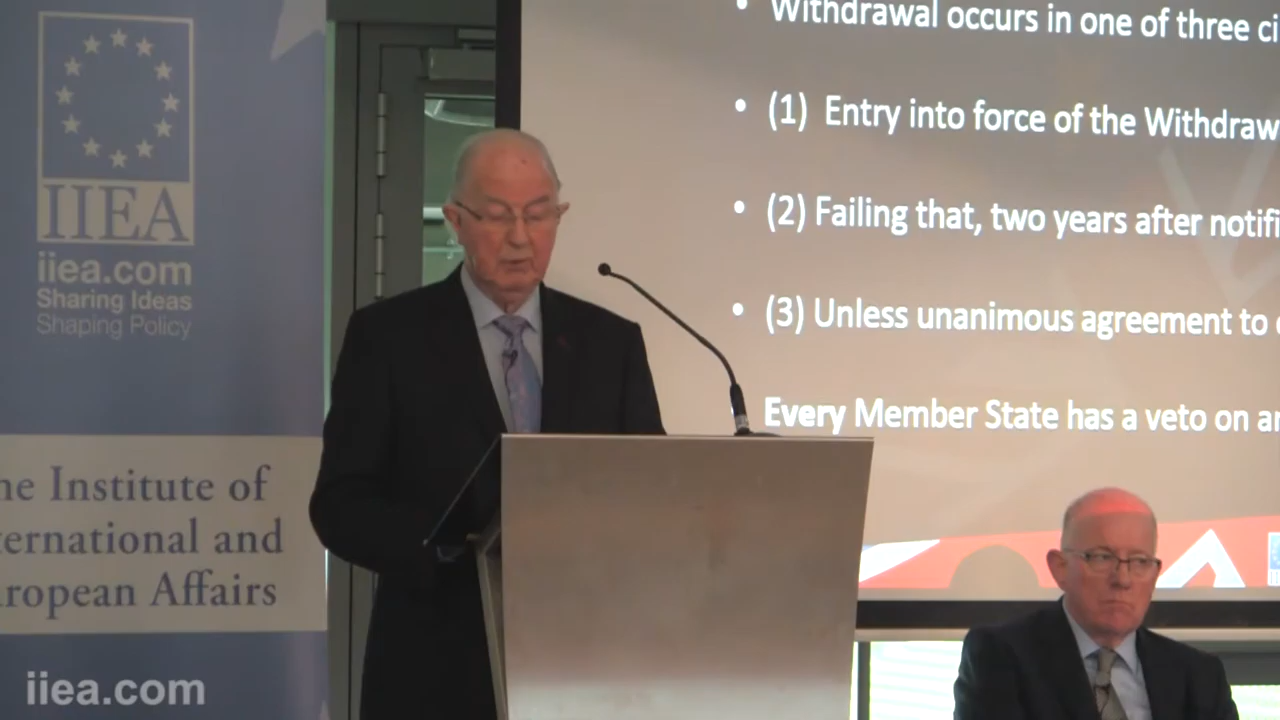 IIEA
iiea.com
Sharing Ideas
Shaping Policy
he Institute of
ternational and
uropean Affairs
iiea.com
• Withdrawal occurs in one of three ci
• (1) Entry into force of the Withdraw
• (2) Failing that, two years after notifi
• (3) Unless unanimous agreement to
Every Member State has a veto on an